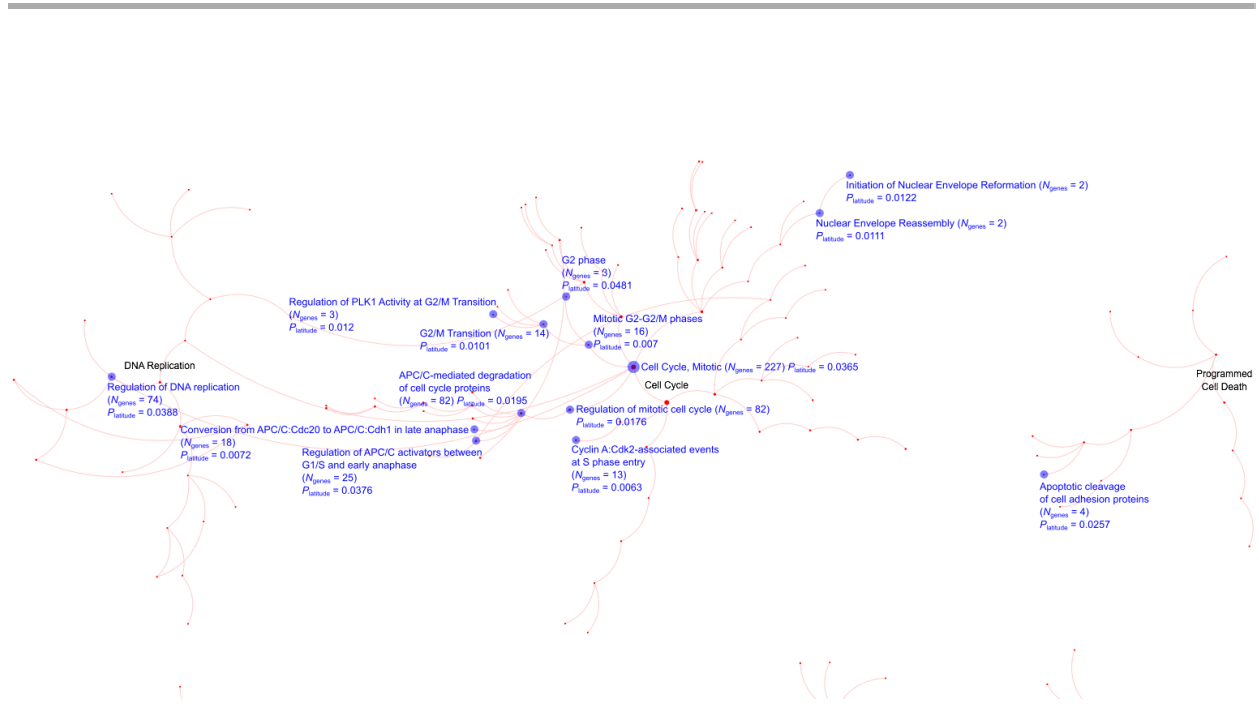 Initiation of Nuclear Envelope Reformation (Ngenes = 2)
Platitude = 0.0122
Nuclear Envelope Reassembly (Ngenes = 2)
Platitude = 0.0111
G2 phase
(Ngenes = 3)
Platitude = 0.0481
Regulation of PLK1 Activity at G2/M Transition
(Ngenes = 3)
Platitude = 0.012
G2/M Transition (Ngenes = 14)
Platitude = 0.0101
Mitotic G2-G2/M phases
(Ngenes = 16)
Platitude = 0.007
DNA Replication
Regulation of DNA replication
(Ngenes = 74)
Platitude = 0.0388
Cell Cycle, Mitotic (Ngenes = 227) Platitude = 0.0365
Cell Cycle
APC/C-mediated degradation
of cell cycle proteins
(Ngenes = 82) Platitude = 0.0195
Programmed
Cell Death
Regulation of mitotic cell cycle (Ngenes = 82)
Platitude = 0.0176
Conversion from APC/C:Cdc20 to APC/C:Cdh1 in late anaphase
(Ngenes = 18)
Platitude = 0.0072
Regulation of APC/C activators between
G1/S and early anaphase
(Ngenes = 25)
Platitude = 0.0376
Cyclin A:Cdk2-associated events
at S phase entry
(Ngenes = 13)
Platitude = 0.0063
Apoptotic cleavage
of cell adhesion proteins
(Ngenes = 4)
Platitude = 0.0257